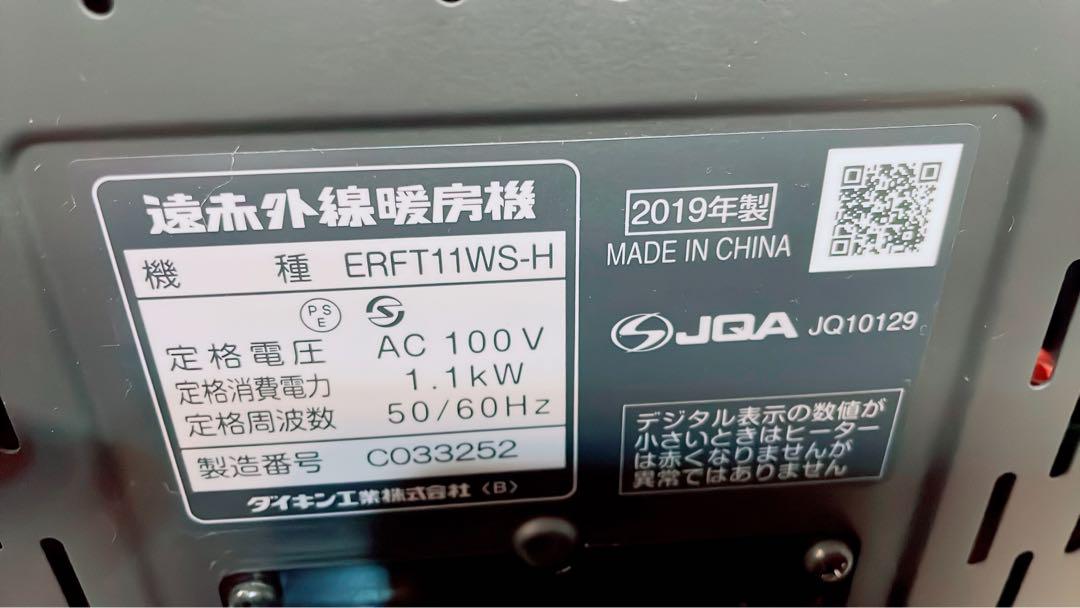 遠赤外線暖房機
機種 ERFT11WS-H
PSE
定格電圧 AC 100V
定格消費電力 1.1kW
定格周波数 50/60Hz
製造番号 C033252
ダイキン工業株式会社〈B〉
2019年製
MADE IN CHINA
JQA JQ10129
デジタル表示の数値が
小さいときはヒーター
は赤くなりませんが
異常ではありません